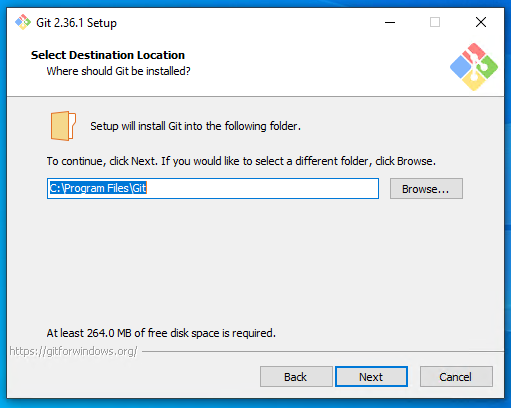 Git 2.36.1 Setup
Select Destination Location
Where should Git be installed?
Setup will install Git into the following folder.
To continue, click Next. If you would like to select a different folder, click Browse.
C:\Program Files\Git
Browse...
At least 264.0 MB of free disk space is required.
https://gitforwindows.org/
Back
Next
Cancel